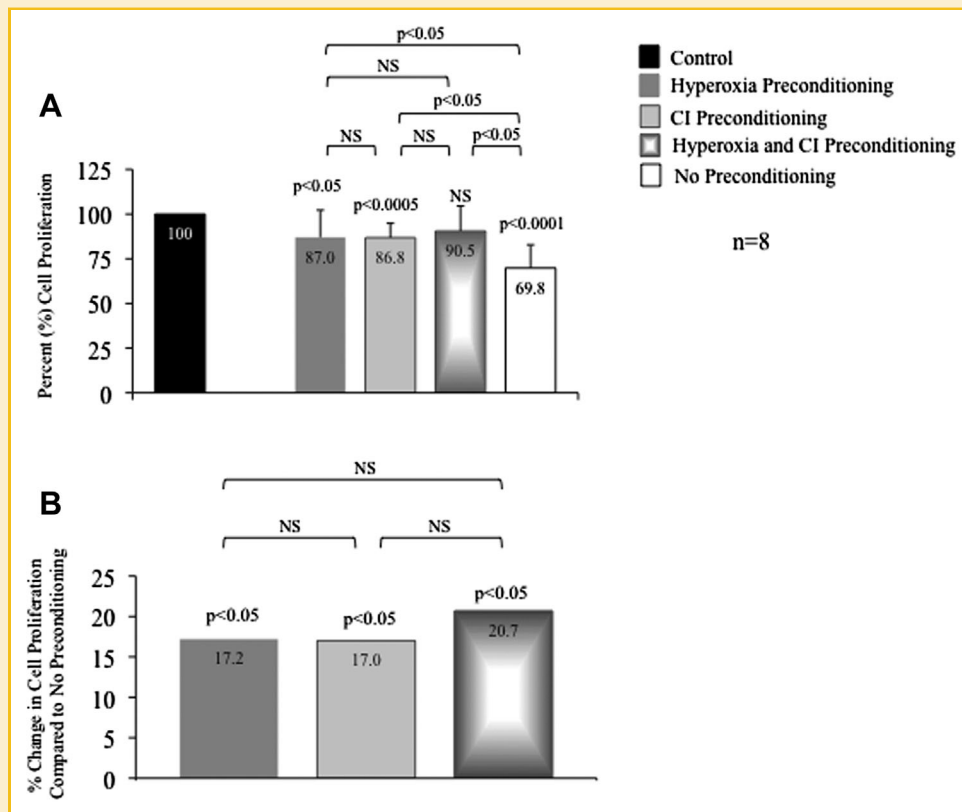 p<0.05
NS
p<0.05
NS
NS
p<0.05
A
Control
Hyperoxia Preconditioning
CI Preconditioning
Hyperoxia and CI Preconditioning
No Preconditioning
n=8
Percent (%) Cell Proliferation
125
100
75
50
25
0
p<0.05
p<0.0005
NS
p<0.0001
100
87.0
86.8
90.5
69.8
B
NS
NS
NS
% Change in Cell Proliferation
Compared to No Preconditioning
25
20
15
10
5
0
p<0.05
p<0.05
p<0.05
17.2
17.0
20.7